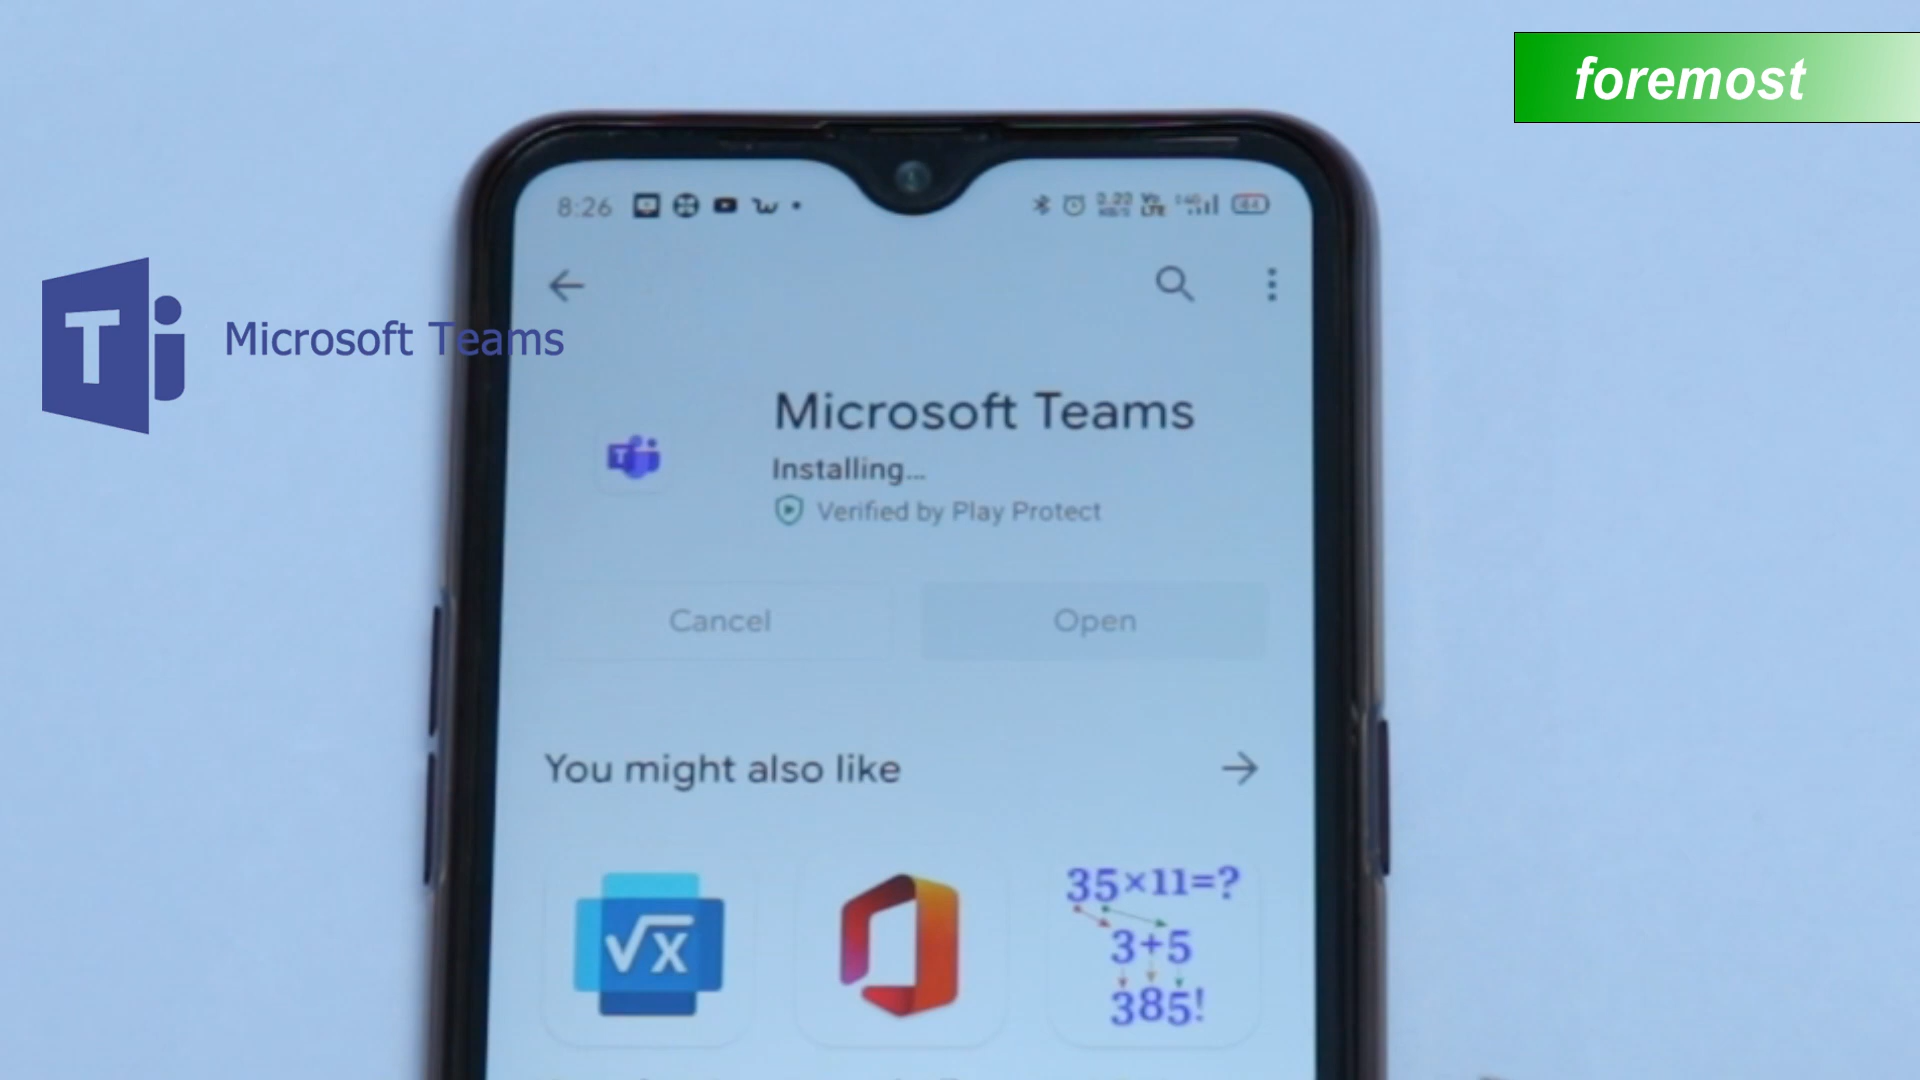 foremost
8:26
Microsoft Teams
Microsoft Teams
Installing...
Verified by Play Protect
Cancel
Open
You might also like
35×11=?
3+5
385!
√x